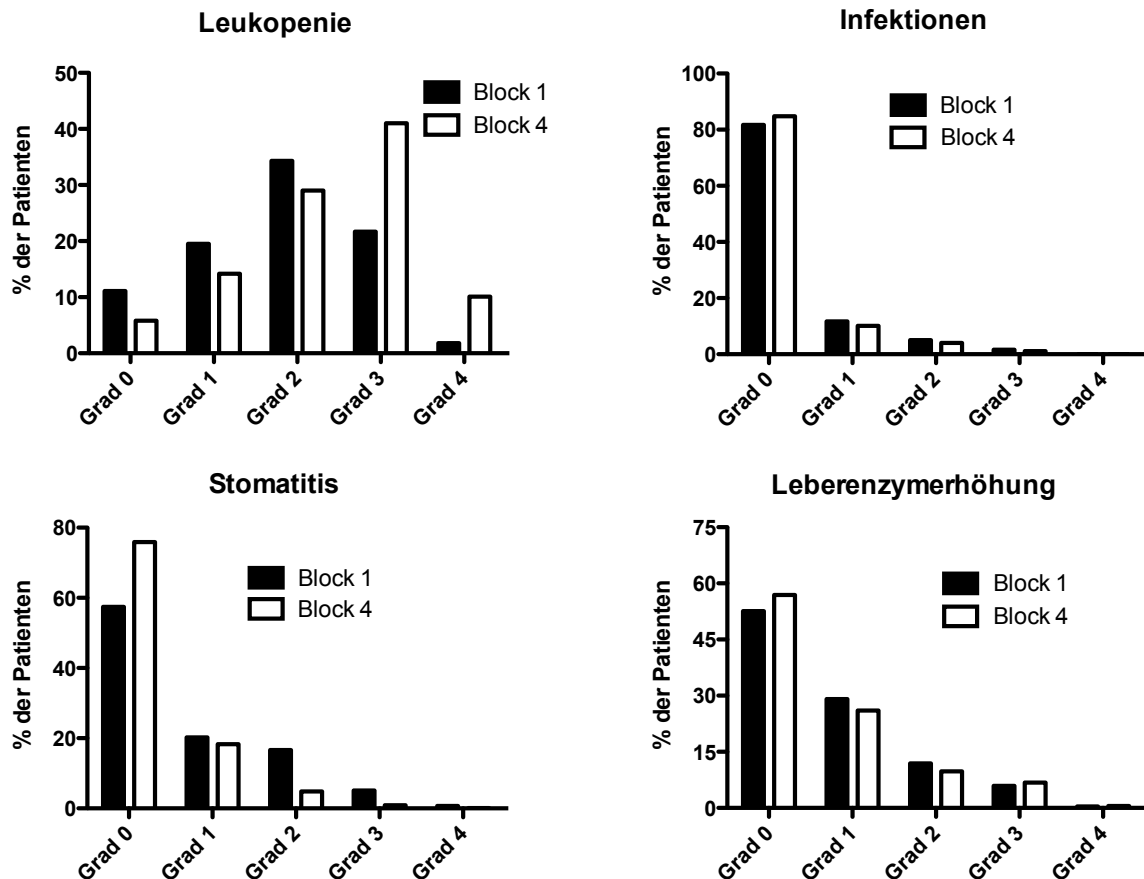 Leukopenie
% der Patienten
50
40
30
20
10
0
Block 1
Block 4
Grad 0
Grad 1
Grad 2
Grad 3
Grad 4
Infektionen
% der Patienten
100
80
60
40
20
0
Block 1
Block 4
Grad 0
Grad 1
Grad 2
Grad 3
Grad 4
Stomatitis
% der Patienten
80
60
40
20
0
Block 1
Block 4
Grad 0
Grad 1
Grad 2
Grad 3
Grad 4
Leberenzymerhöhung
% der Patienten
75
60
45
30
15
0
Block 1
Block 4
Grad 0
Grad 1
Grad 2
Grad 3
Grad 4